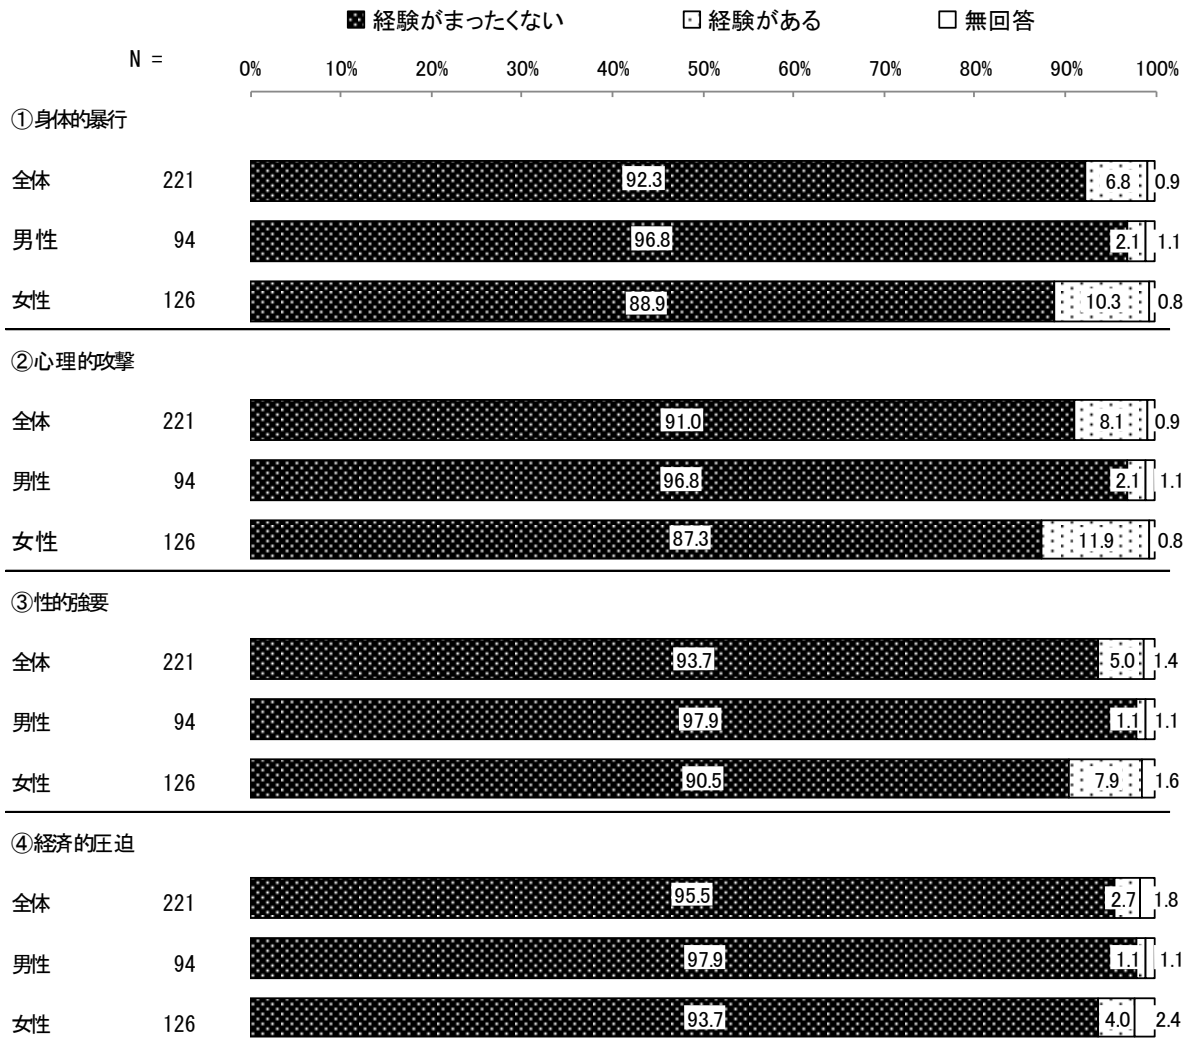 経験がまったくない 経験がある 無回答
N =
0% 10% 20% 30% 40% 50% 60% 70% 80% 90% 100%
①身体的暴行
全体 221 92.3 6.8 0.9
男性 94 96.8 2.1 1.1
女性 126 88.9 10.3 0.8
②心理的攻撃
全体 221 91.0 8.1 0.9
男性 94 96.8 2.1 1.1
女性 126 87.3 11.9 0.8
③性的強要
全体 221 93.7 5.0 1.4
男性 94 97.9 1.1 1.1
女性 126 90.5 7.9 1.6
④経済的圧迫
全体 221 95.5 2.7 1.8
男性 94 97.9 1.1 1.1
女性 126 93.7 4.0 2.4